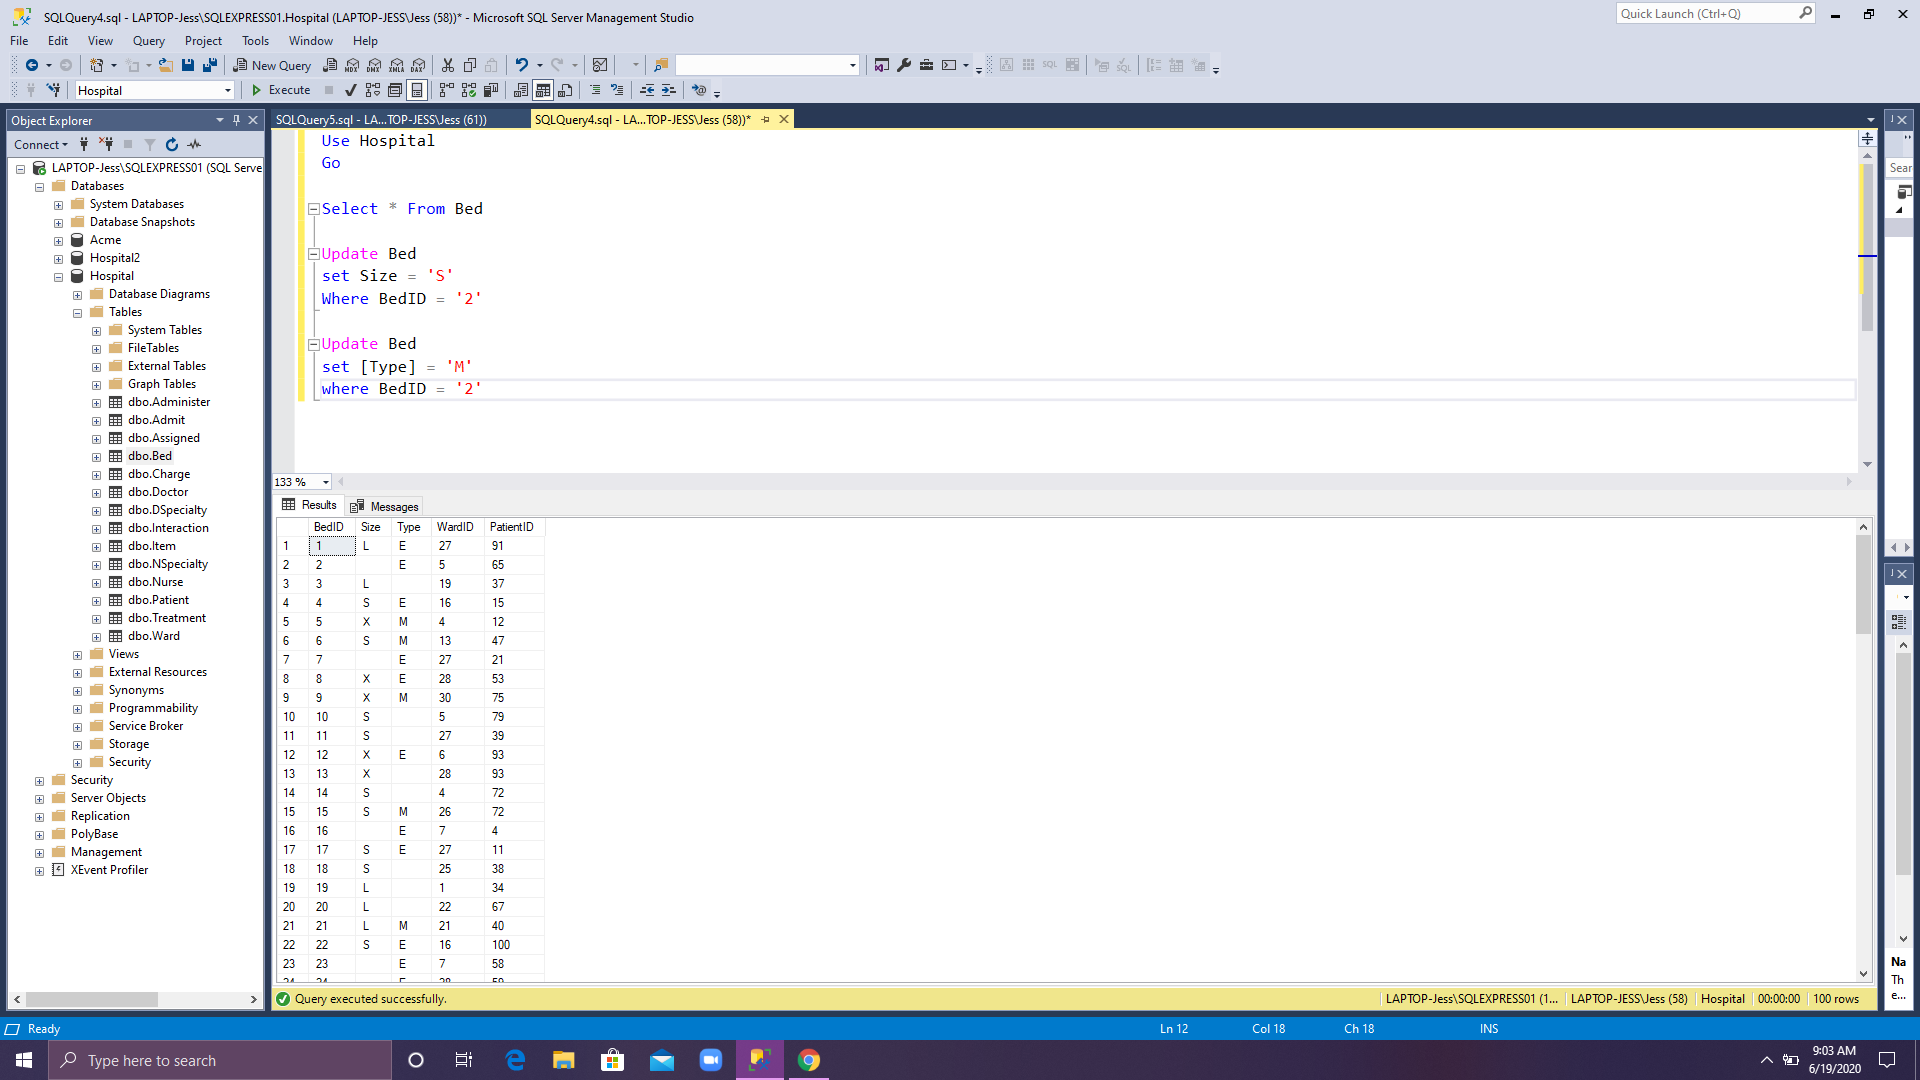 SQLQuery4.sql - LAPTOP-Jess\SQLEXPRESS01.Hospital (LAPTOP-JESS\Jess (58))* - Microsoft SQL Server Management Studio
Quick Launch (Ctrl+Q)
File Edit View Query Project Tools Window Help
New Query
MDX DMX XMLA DAX
SQL
Hospital
Execute
Object Explorer
SQLQuery5.sql - LA...TOP-JESS\Jess (61))
SQLQuery4.sql - LA...TOP-JESS\Jess (58))*
Connect
LAPTOP-Jess\SQLEXPRESS01 (SQL Serve
Databases
System Databases
Database Snapshots
Acme
Hospital2
Hospital
Database Diagrams
Tables
System Tables
FileTables
External Tables
Graph Tables
dbo.Administer
dbo.Admit
dbo.Assigned
dbo.Bed
dbo.Charge
dbo.Doctor
dbo.DSpecialty
dbo.Interaction
dbo.Item
dbo.NSpecialty
dbo.Nurse
dbo.Patient
dbo.Treatment
dbo.Ward
Views
External Resources
Synonyms
Programmability
Service Broker
Storage
Security
Security
Server Objects
Replication
PolyBase
Management
XEvent Profiler
Use Hospital
Go
Select * From Bed
Update Bed
set Size = 'S'
Where BedID = '2'
Update Bed
set [Type] = 'M'
where BedID = '2'
133 %
Results Messages
BedID Size Type WardID PatientID
1 1 L E 27 91
2 2 E 5 65
3 3 L 19 37
4 4 S E 16 15
5 5 X M 4 12
6 6 S M 13 47
7 7 E 27 21
8 8 X E 28 53
9 9 X M 30 75
10 10 S 5 79
11 11 S 27 39
12 12 X E 6 93
13 13 X 28 93
14 14 S 4 72
15 15 S M 26 72
16 16 E 7 4
17 17 S E 27 11
18 18 S 25 38
19 19 L 1 34
20 20 L 22 67
21 21 L M 21 40
22 22 S E 16 100
23 23 E 7 58
Sear
Na
Th
e...
Query executed successfully.
LAPTOP-Jess\SQLEXPRESS01 (1... LAPTOP-JESS\Jess (58) Hospital 00:00:00 100 rows
Ready
Ln 12 Col 18 Ch 18 INS
Type here to search
9:03 AM
6/19/2020